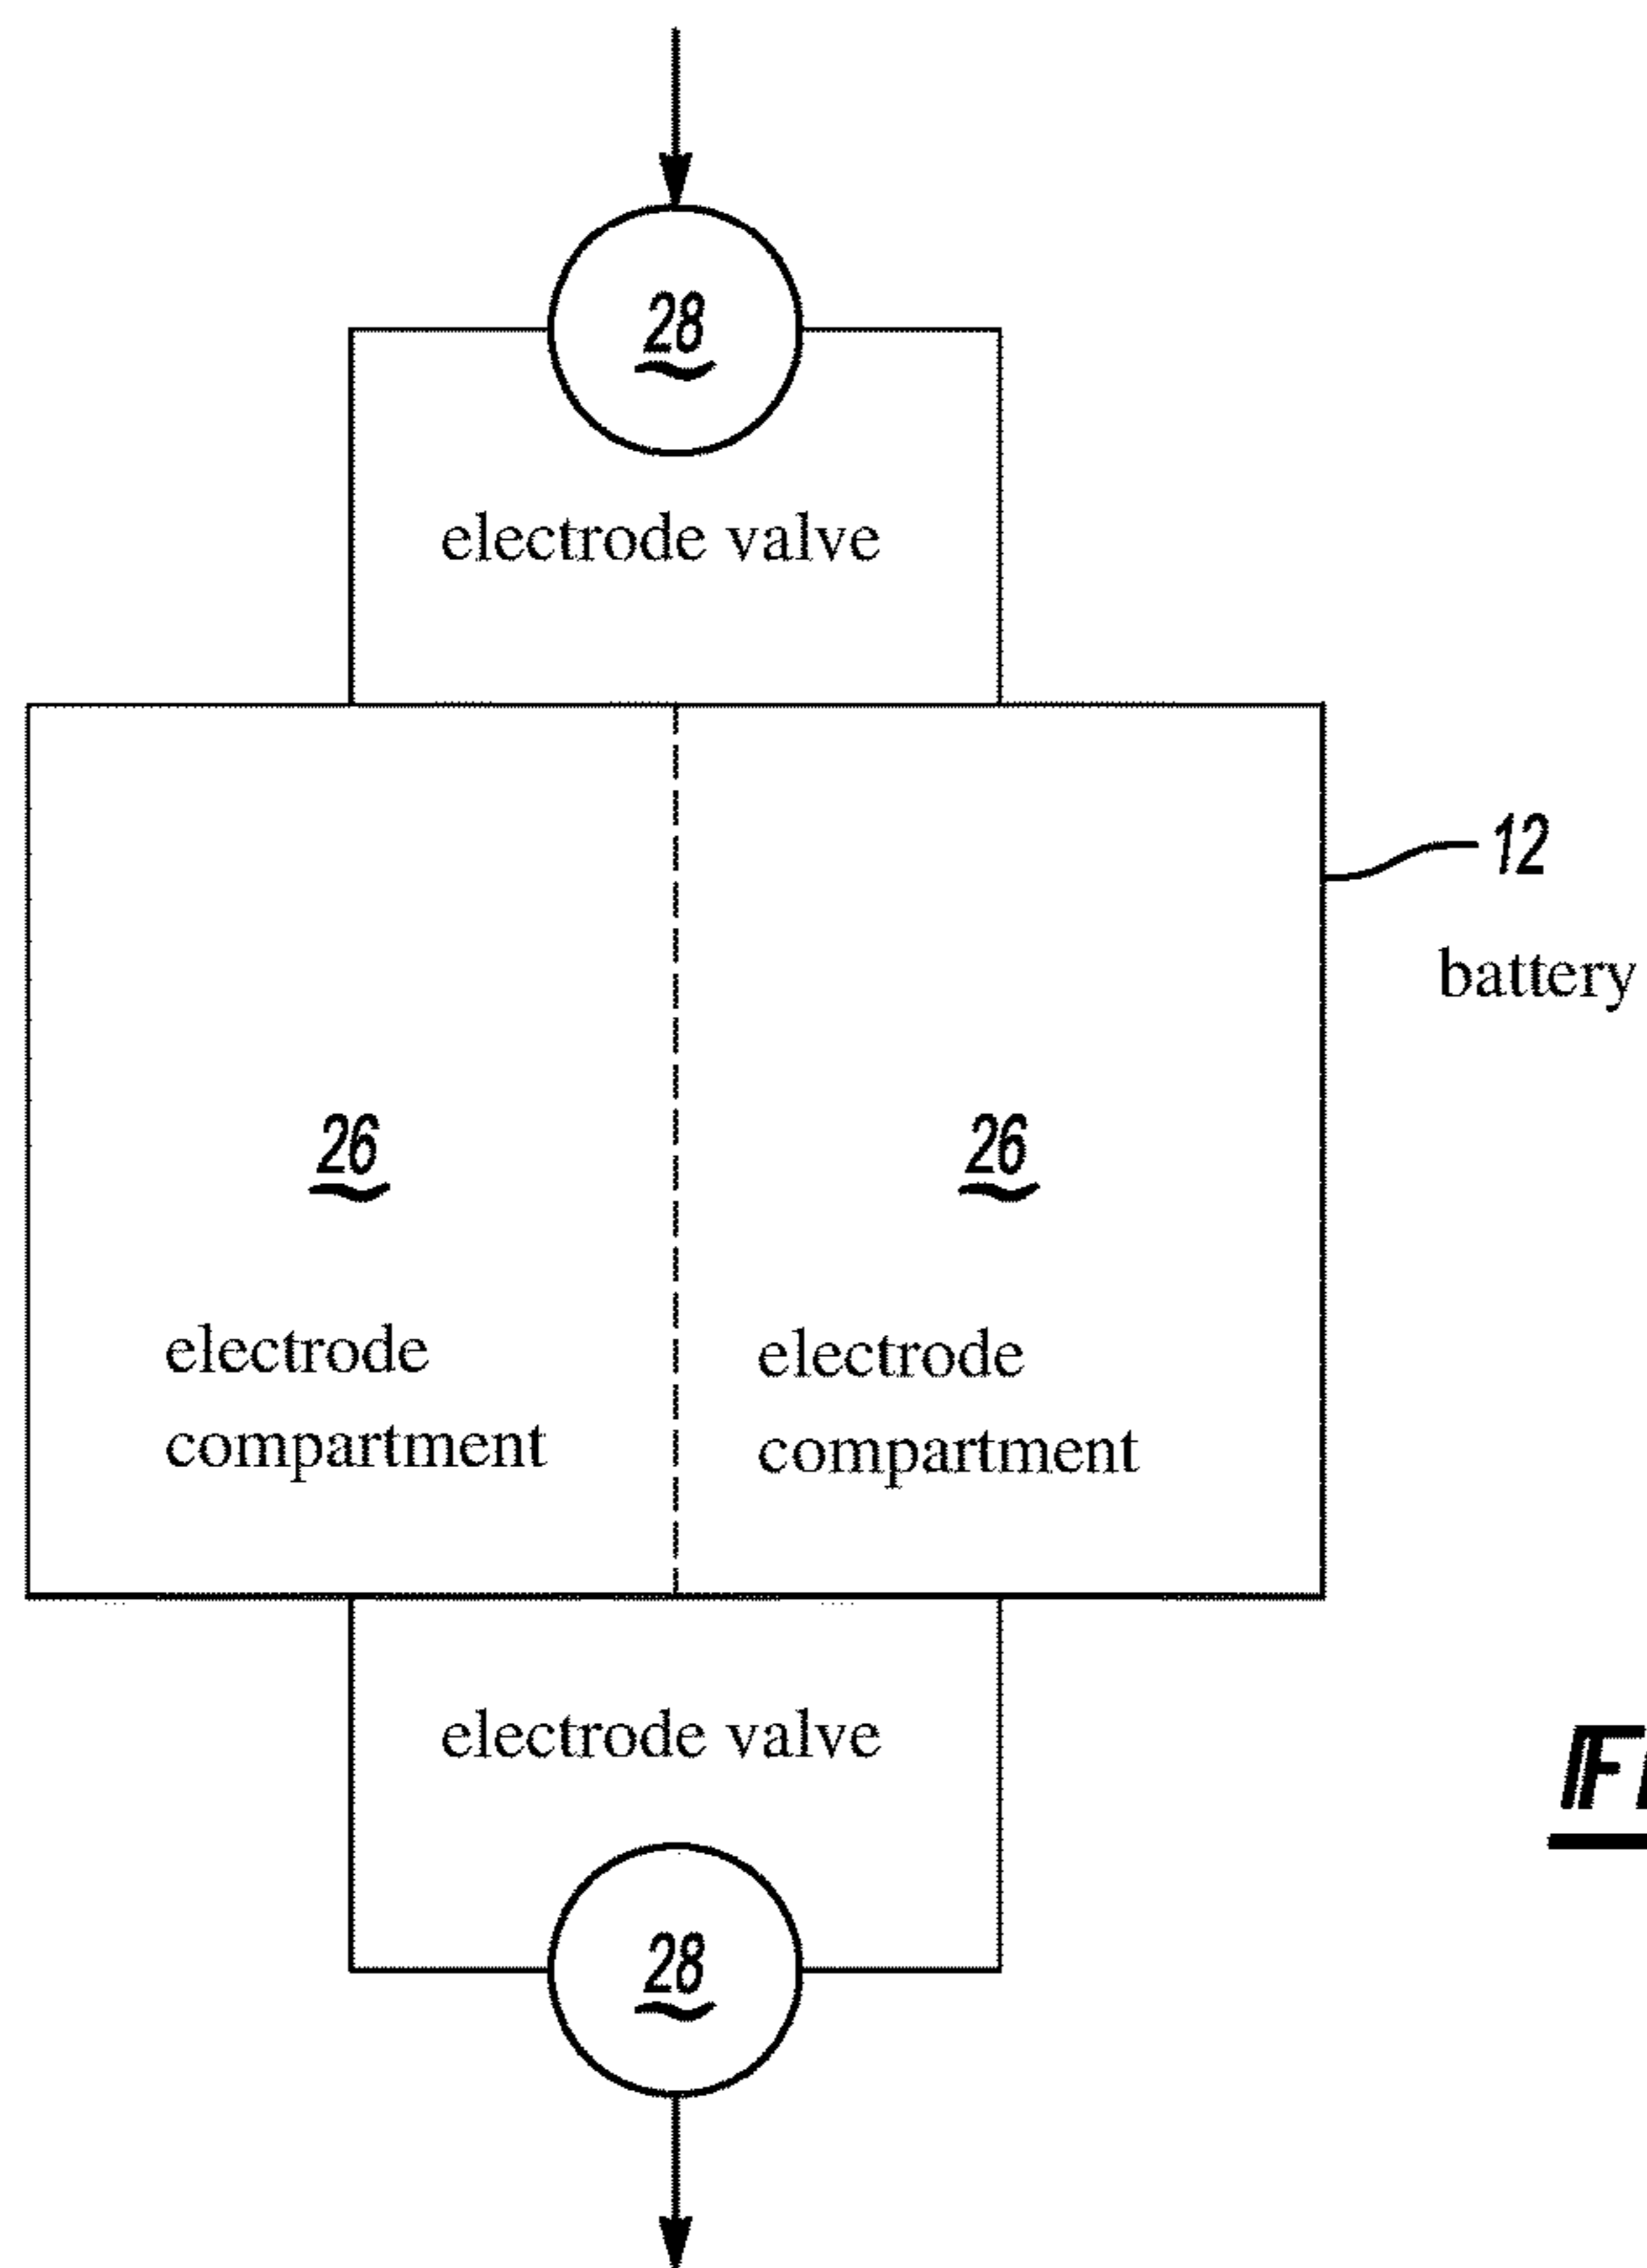 28
electrode valve
12
battery
26
26
electrode
compartment
electrode
compartment
electrode valve
28